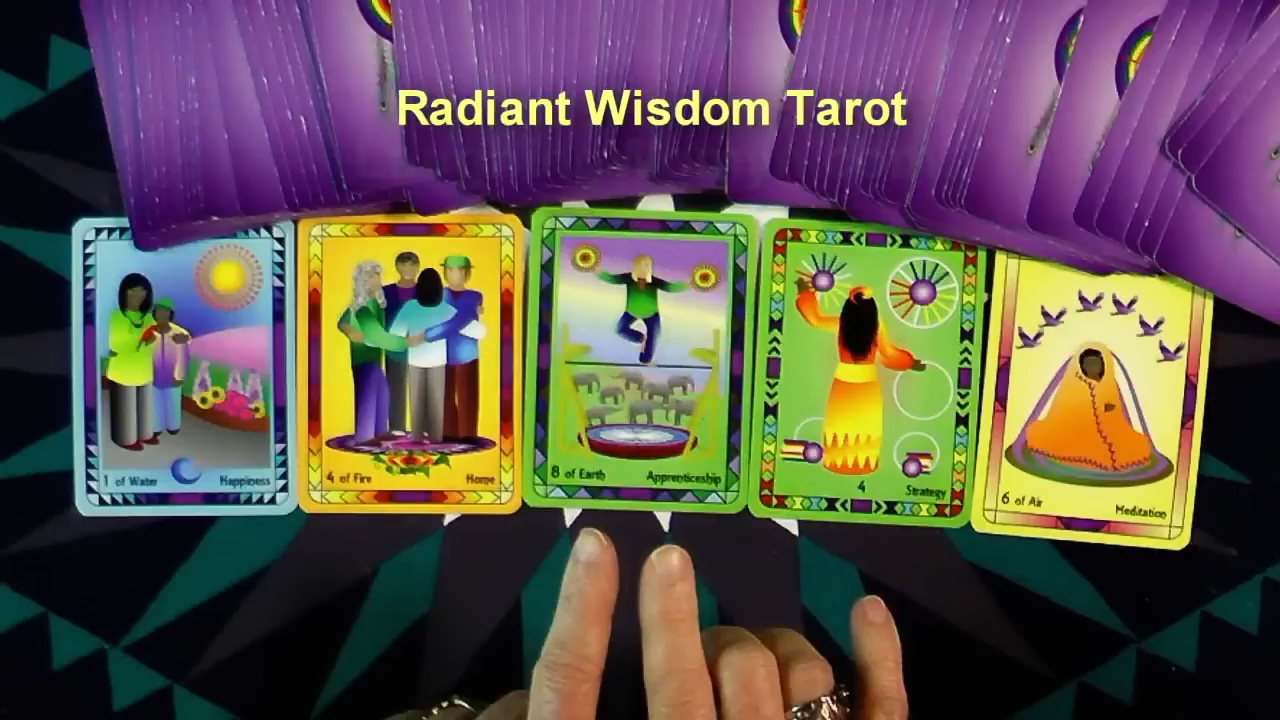 Radiant Wisdom Tarot
1 of Water Happiness
4 of Fire Home
8 of Earth Apprenticeship
4 Strategy
6 of Air Meditation